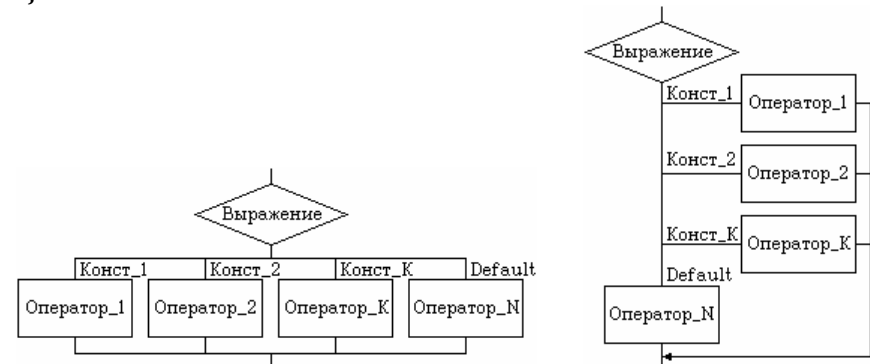 Выражение
Конст_1 Конст_2 Конст_К Default
Оператор_1 Оператор_2 Оператор_К Оператор_N
Выражение
Конст_1
Оператор_1
Конст_2
Оператор_2
Конст_К
Оператор_К
Default
Оператор_N